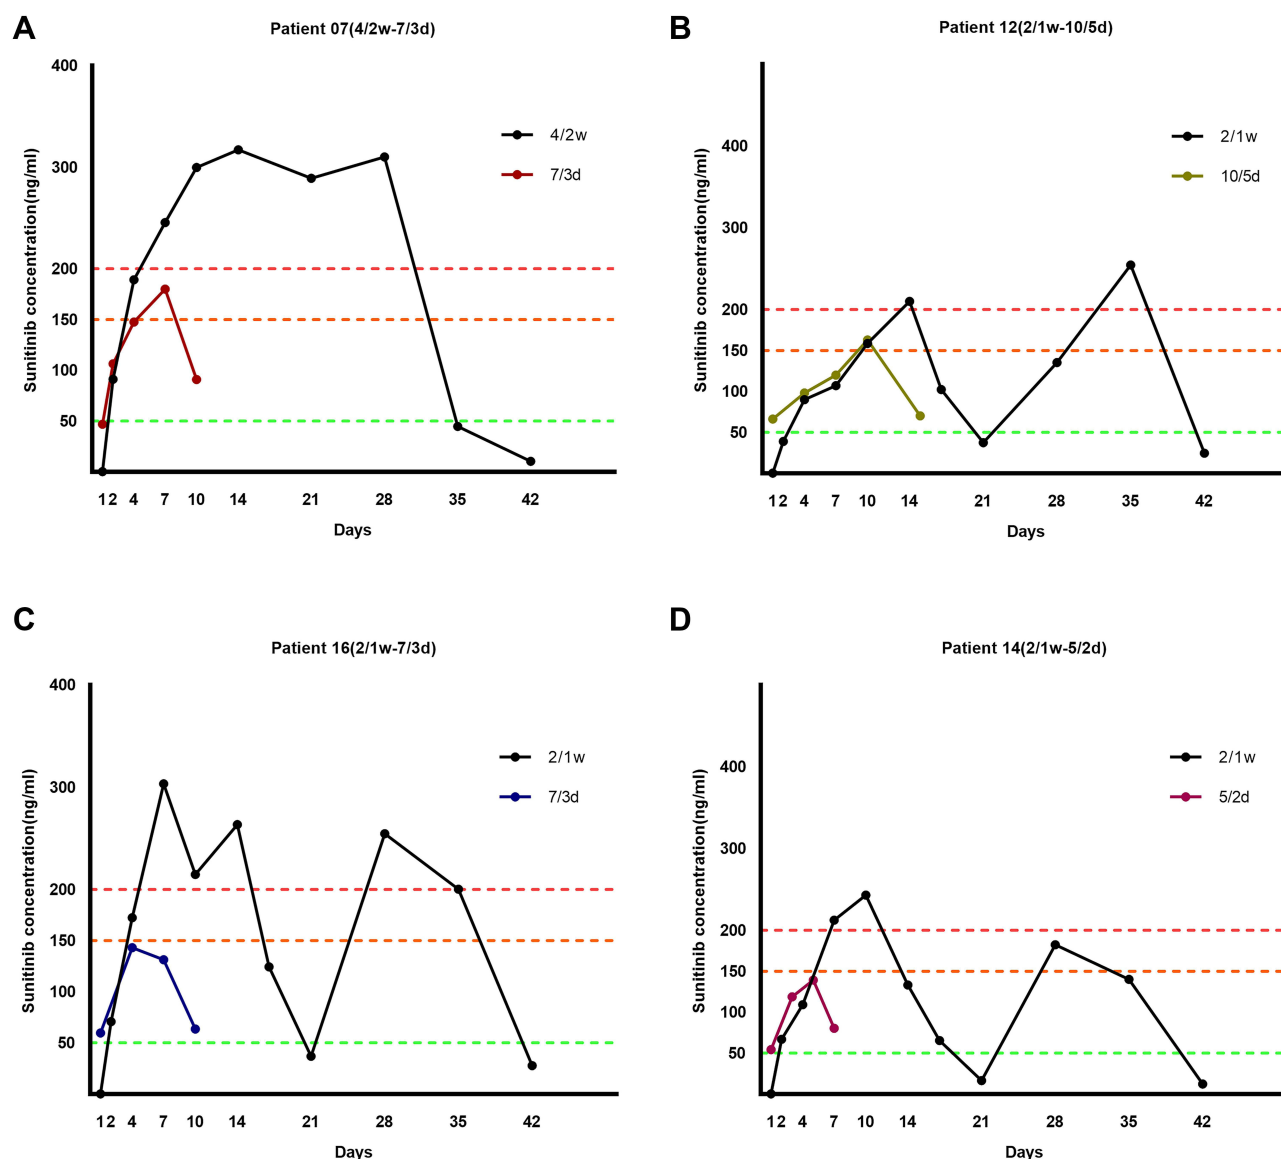 A
Patient 07(4/2w-7/3d)
400
300
200
150
100
50
Sunitinib concentration(ng/ml)
4/2w
7/3d
1 2 4 7 10 14 21 28 35 42
Days
B
Patient 12(2/1w-10/5d)
400
300
200
150
100
50
Sunitinib concentration(ng/ml)
2/1w
10/5d
1 2 4 7 10 14 21 28 35 42
Days
C
Patient 16(2/1w-7/3d)
400
300
200
150
100
50
Sunitinib concentration(ng/ml)
2/1w
7/3d
1 2 4 7 10 14 21 28 35 42
Days
D
Patient 14(2/1w-5/2d)
400
300
200
150
100
50
Sunitinib concentration(ng/ml)
2/1w
5/2d
1 2 4 7 10 14 21 28 35 42
Days